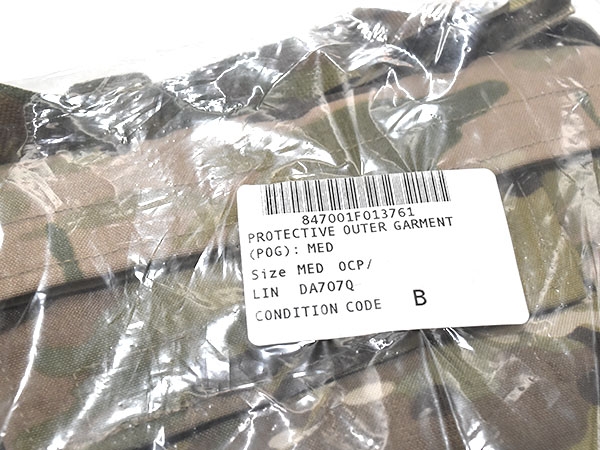 847001F013761
PROTECTIVE OUTER GARMENT
(POG): MED
Size MED OCP/
LIN DA707Q
CONDITION CODE B